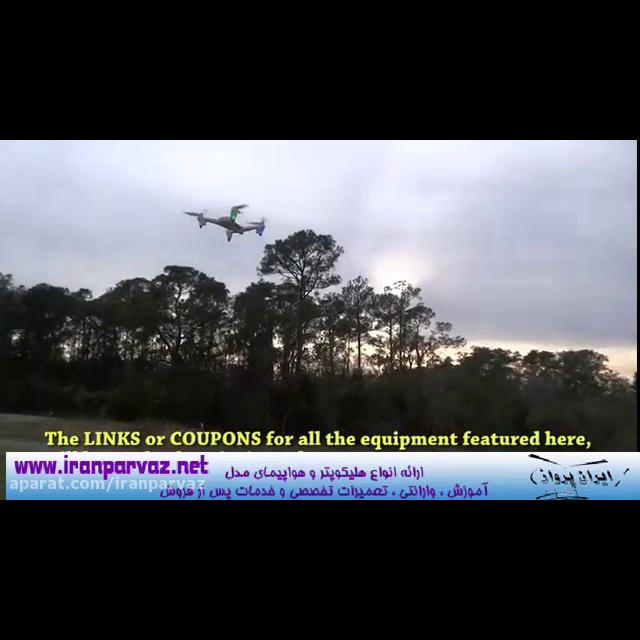 The LINKS or COUPONS for all the equipment featured here,
www.iranparvaz.net
ارائه انواع هلیکوپتر و هواپیمای مدل
aparat.com/iranparvaz
آموزش ، وارانتی ، تعمیرات تخصصی و خدمات پس از فروش
ایران پرواز